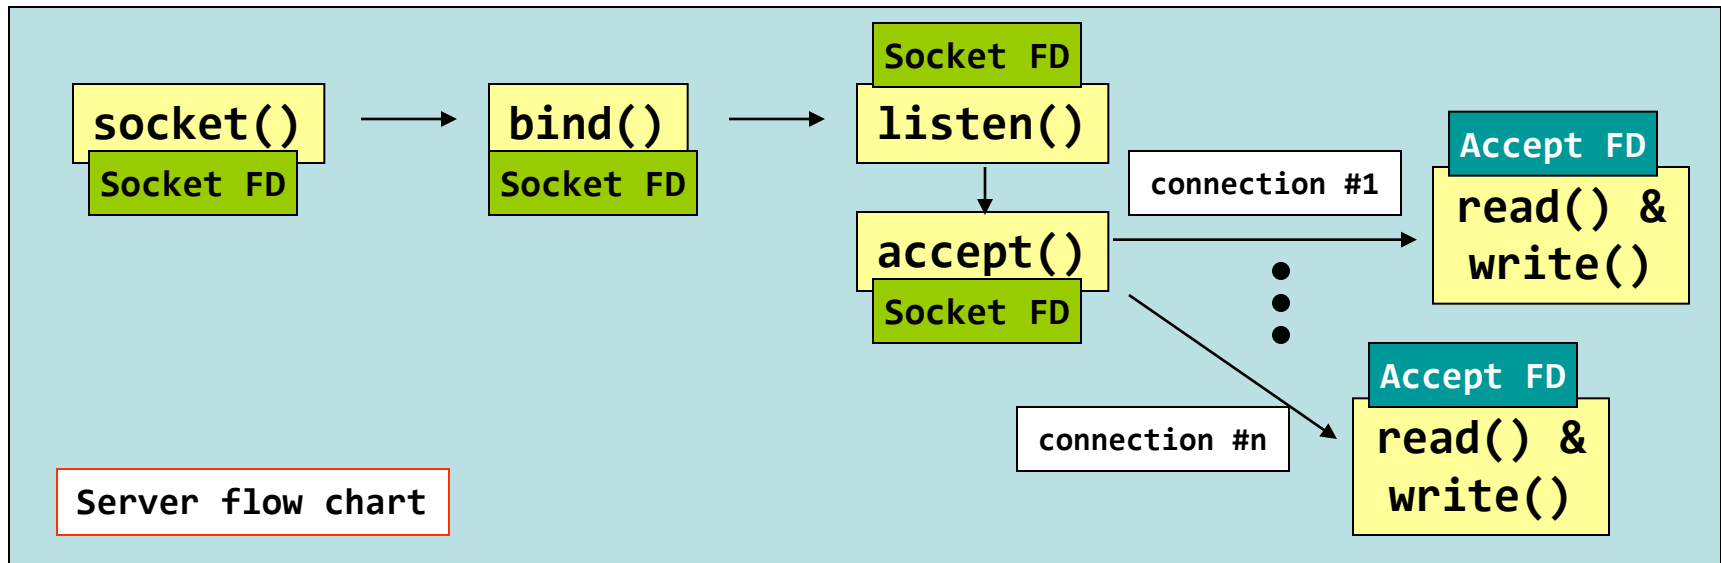 socket()
Socket FD
bind()
Socket FD
Socket FD
listen()
accept()
Socket FD
connection #1
Accept FD
read() &
write()
connection #n
Accept FD
read() &
write()
Server flow chart